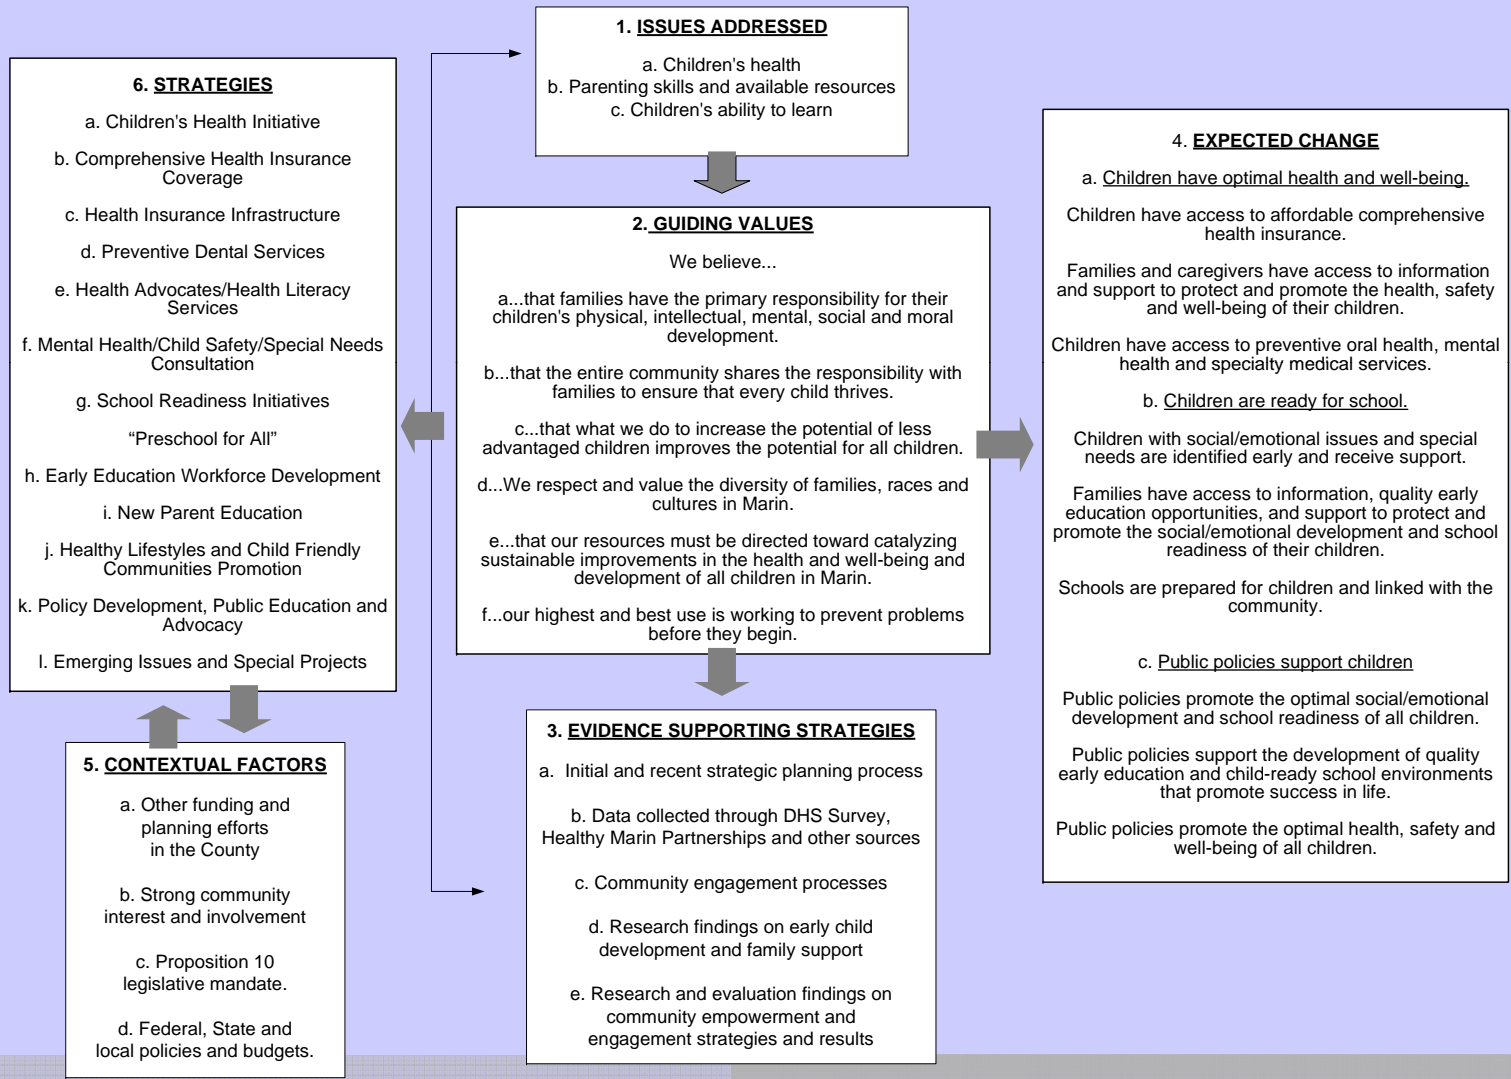 1. ISSUES ADDRESSED
a. Children's health
b. Parenting skills and available resources
c. Children's ability to learn
2. GUIDING VALUES
We believe...
a...that families have the primary responsibility for their
children's physical, intellectual, mental, social and moral
development.
b...that the entire community shares the responsibility with
families to ensure that every child thrives.
c...that what we do to increase the potential of less
advantaged children improves the potential for all children.
d...We respect and value the diversity of families, races and
cultures in Marin.
e...that our resources must be directed toward catalyzing
sustainable improvements in the health and well-being and
development of all children in Marin.
f...our highest and best use is working to prevent problems
before they begin.
3. EVIDENCE SUPPORTING STRATEGIES
a. Initial and recent strategic planning process
b. Data collected through DHS Survey,
Healthy Marin Partnerships and other sources
c. Community engagement processes
d. Research findings on early child
development and family support
e. Research and evaluation findings on
community empowerment and
engagement strategies and results
4. EXPECTED CHANGE
a. Children have optimal health and well-being.
Children have access to affordable comprehensive
health insurance.
Families and caregivers have access to information
and support to protect and promote the health, safety
and well-being of their children.
Children have access to preventive oral health, mental
health and specialty medical services.
b. Children are ready for school.
Children with social/emotional issues and special
needs are identified early and receive support.
Families have access to information, quality early
education opportunities, and support to protect and
promote the social/emotional development and school
readiness of their children.
Schools are prepared for children and linked with the
community.
c. Public policies support children
Public policies promote the optimal social/emotional
development and school readiness of all children.
Public policies support the development of quality
early education and child-ready school environments
that promote success in life.
Public policies promote the optimal health, safety and
well-being of all children.
5. CONTEXTUAL FACTORS
a. Other funding and
planning efforts
in the County
b. Strong community
interest and involvement
c. Proposition 10
legislative mandate.
d. Federal, State and
local policies and budgets.
6. STRATEGIES
a. Children's Health Initiative
b. Comprehensive Health Insurance
Coverage
c. Health Insurance Infrastructure
d. Preventive Dental Services
e. Health Advocates/Health Literacy
Services
f. Mental Health/Child Safety/Special Needs
Consultation
g. School Readiness Initiatives
“Preschool for All”
h. Early Education Workforce Development
i. New Parent Education
j. Healthy Lifestyles and Child Friendly
Communities Promotion
k. Policy Development, Public Education and
Advocacy
l. Emerging Issues and Special Projects